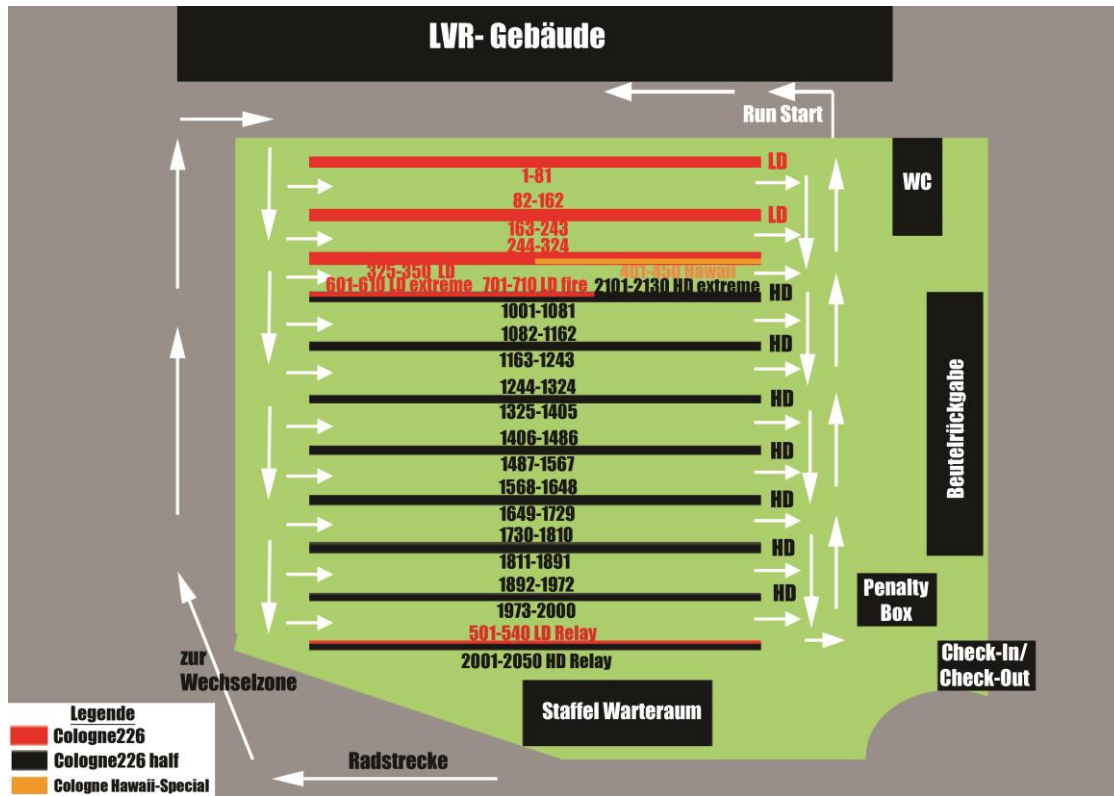 LVR- Gebäude
Run Start
LD
1-81
WC
82-162
LD
163-243
244-324
325-350 LD
401-450 Hawaii
601-610 Ld extreme 701-710 LD fire 2101-2130 HD extreme
HD
1001-1081
1082-1162
HD
1163-1243
1244-1324
HD
1325-1405
1406-1486
HD
1487-1567
1568-1648
HD
1649-1729
1730-1810
HD
1811-1891
1892-1972
HD
1973-2000
501-540 LD Relay
2001-2050 HD Relay
Beutelrückgabe
Penalty
Box
Check-In/
Check-Out
Staffel Warteraum
zur
Wechselzone
Radstrecke
Legende
Cologne226
Cologne226 half
Cologne Hawaii-Special